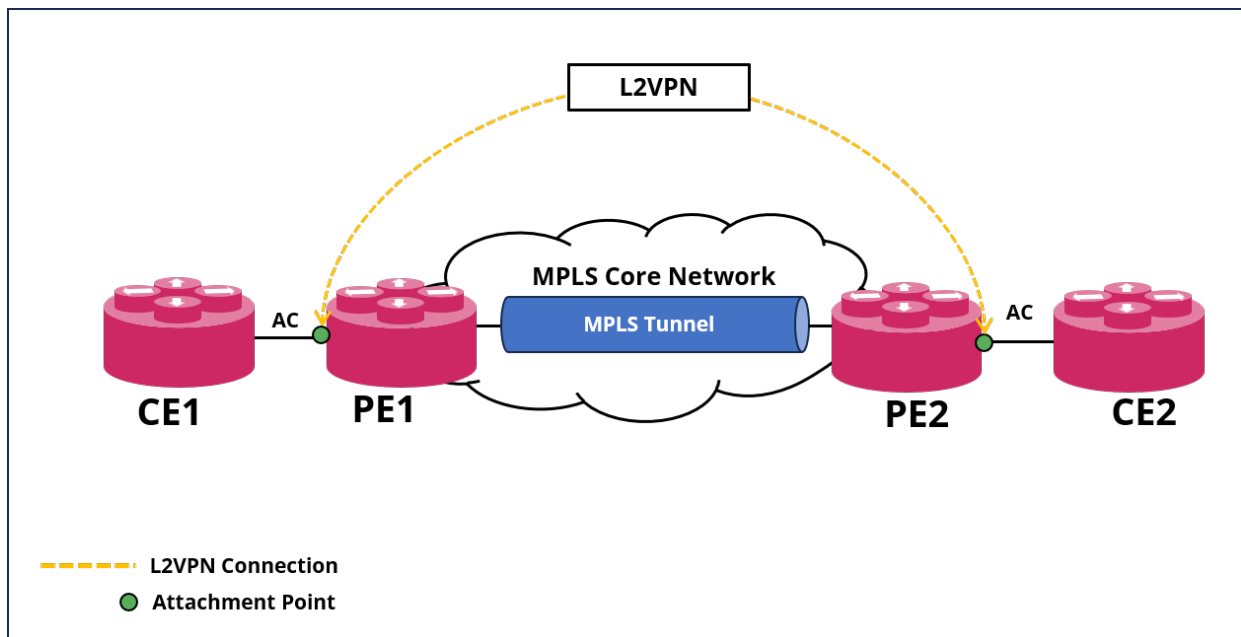 L2VPN
MPLS Core Network
MPLS Tunnel
AC
AC
CE1
PE1
PE2
CE2
L2VPN Connection
Attachment Point